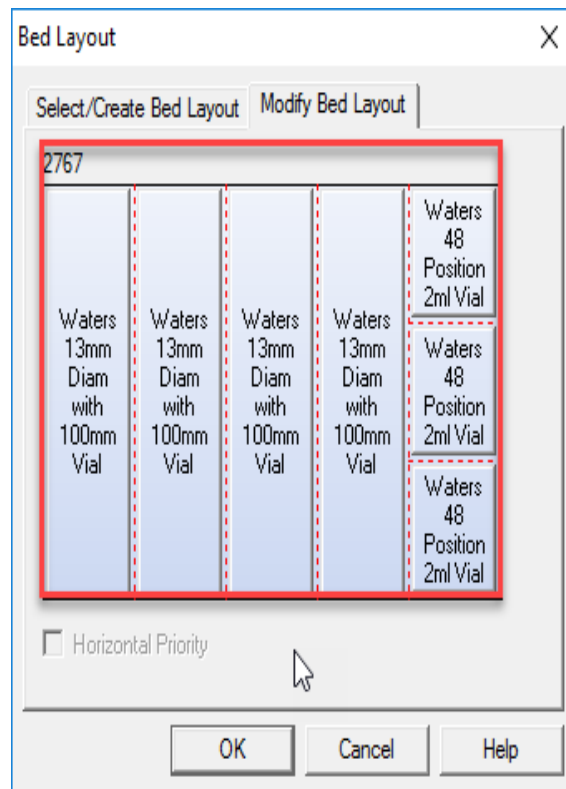 Bed Layout
Select/Create Bed Layout
Modify Bed Layout
2767
Waters
13mm
Diam
with
100mm
Vial
Waters
13mm
Diam
with
100mm
Vial
Waters
13mm
Diam
with
100mm
Vial
Waters
13mm
Diam
with
100mm
Vial
Waters
48
Position
2ml Vial
Waters
48
Position
2ml Vial
Waters
48
Position
2ml Vial
Horizontal Priority
OK
Cancel
Help